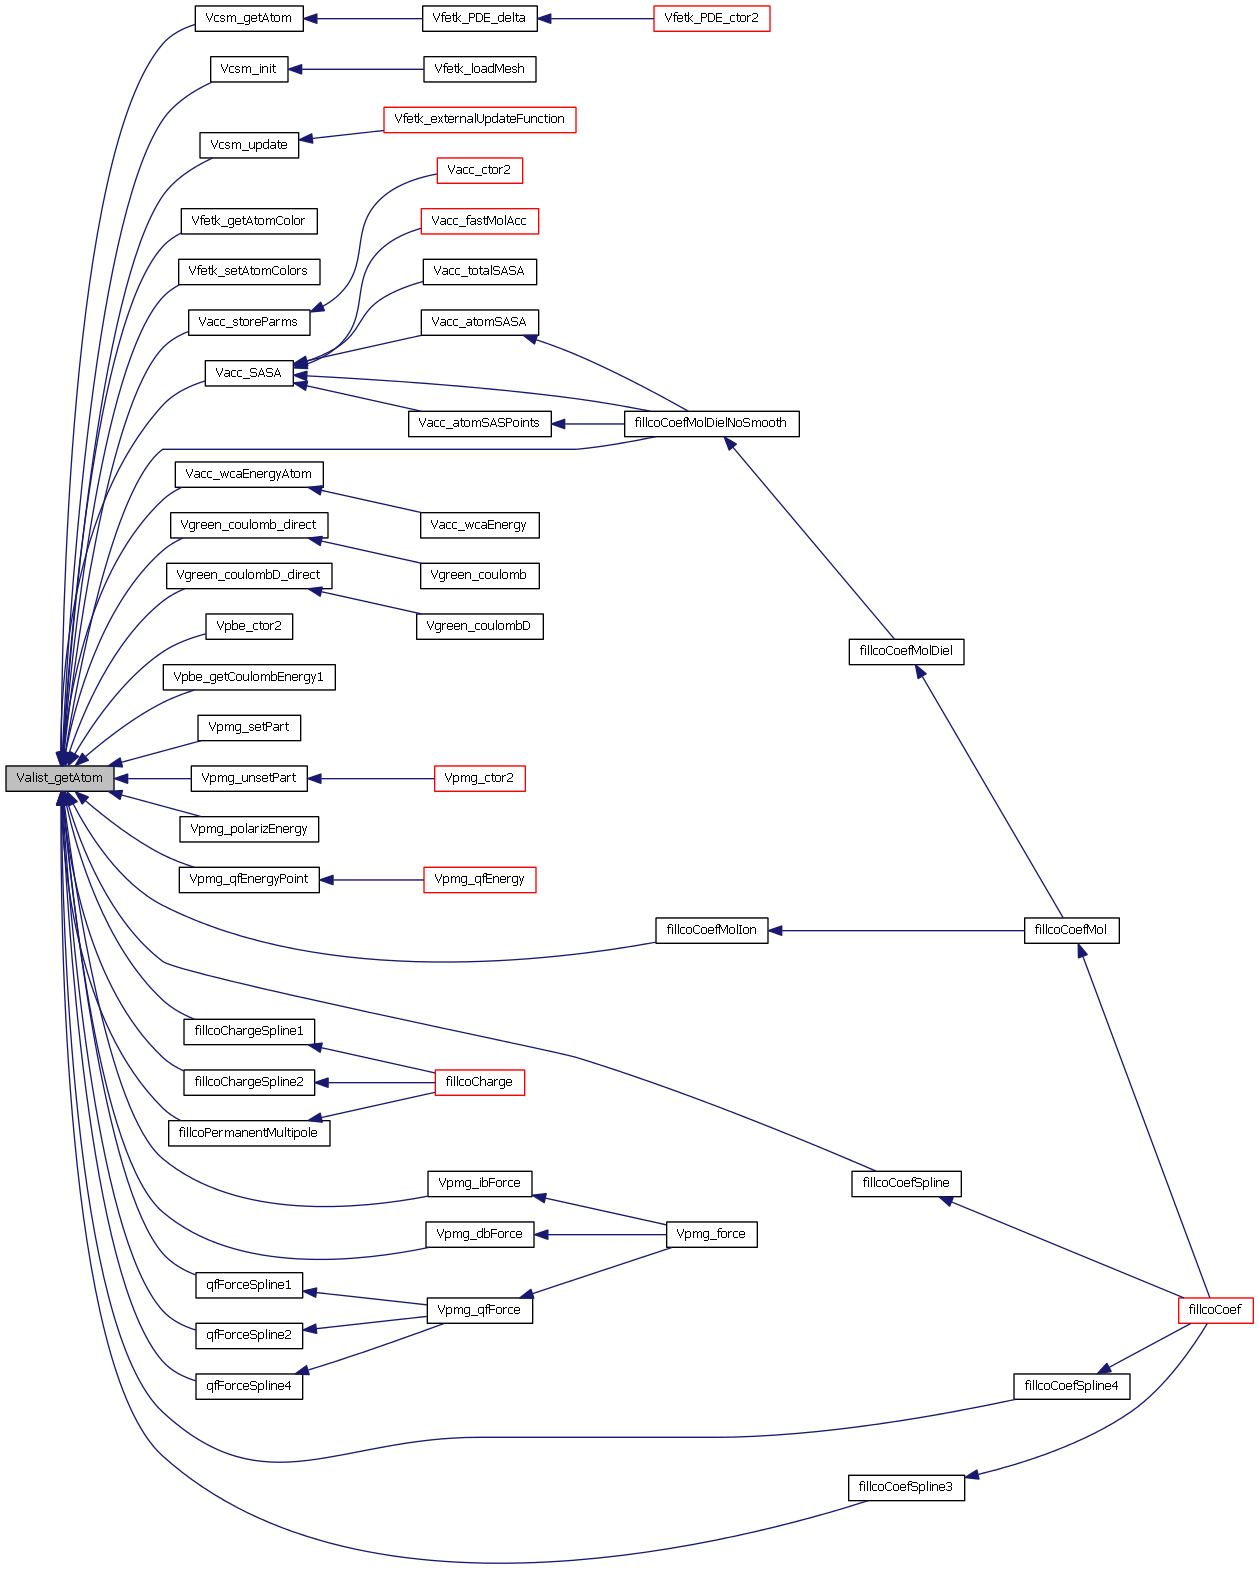 Vcsm_getAtom
Vfetk_PDE_delta
Vfetk_PDE_ctor2
Vcsm_init
Vfetk_loadMesh
Vfetk_externalUpdateFunction
Vcsm_update
Vacc_ctor2
Vfetk_getAtomColor
Vacc_fastMolAcc
Vfetk_setAtomColors
Vacc_totalSASA
Vacc_storeParms
Vacc_atomSASA
Vacc_SASA
Vacc_atomSASPoints
fillcoCoefMolDielNoSmooth
Vacc_wcaEnergyAtom
Vacc_wcaEnergy
Vgreen_coulomb_direct
Vgreen_coulomb
Vgreen_coulombD_direct
Vgreen_coulombD
Vpbe_ctor2
fillcoCoefMolDiel
Vpbe_getCoulombEnergy1
Vpmg_setPart
Valist_getAtom
Vpmg_unsetPart
Vpmg_ctor2
Vpmg_polarizEnergy
Vpmg_qfEnergyPoint
Vpmg_qfEnergy
fillcoCoefMolIon
fillcoCoefMol
fillcoChargeSpline1
fillcoChargeSpline2
fillcoCharge
fillcoPermanentMultipole
Vpmg_ibForce
fillcoCoefSpline
Vpmg_dbForce
Vpmg_force
qfForceSpline1
Vpmg_qfForce
fillcoCoef
qfForceSpline2
qfForceSpline4
fillcoCoefSpline4
fillcoCoefSpline3